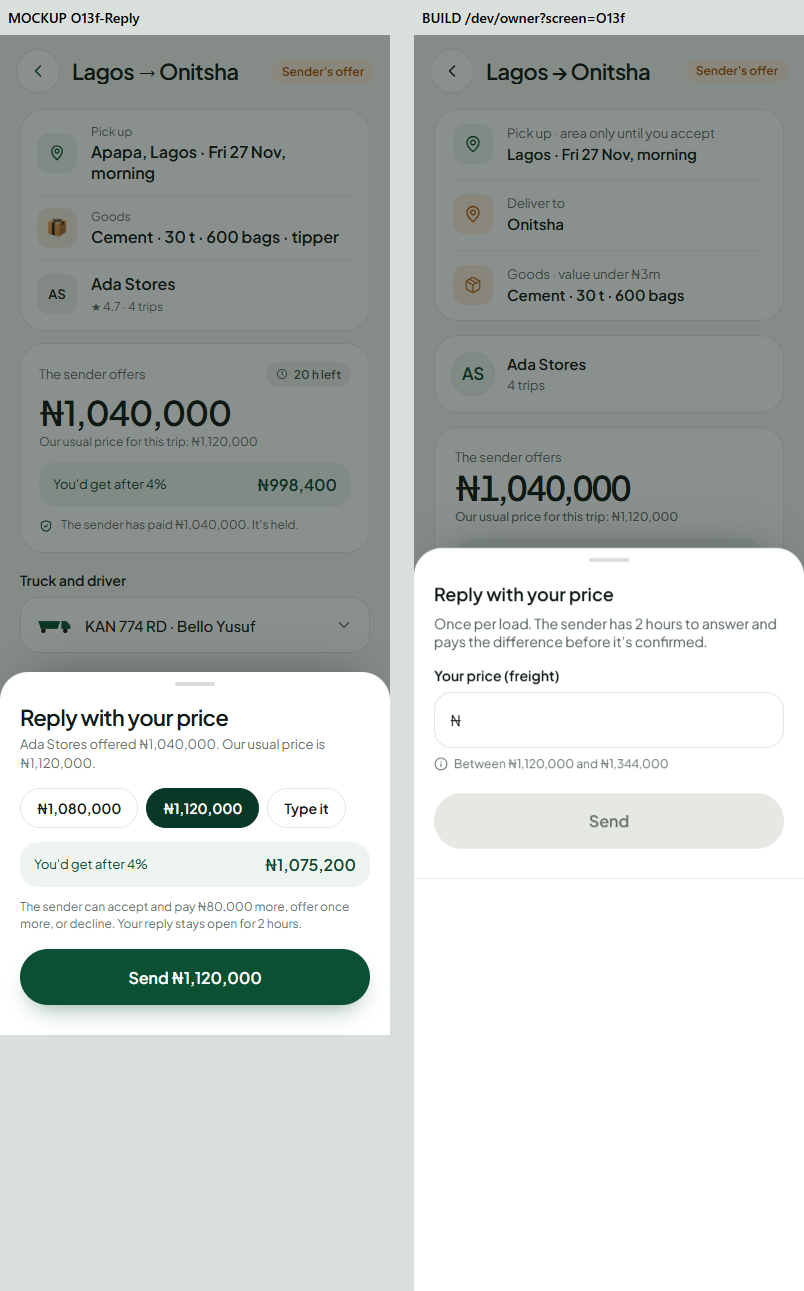 MOCKUP O13f-Reply
Lagos → Onitsha
Sender's offer
Pick up
Apapa, Lagos · Fri 27 Nov,
morning
Goods
Cement · 30 t · 600 bags · tipper
AS
Ada Stores
★ 4.7 · 4 trips
The sender offers
20 h left
₦1,040,000
Our usual price for this trip: ₦1,120,000
You'd get after 4%
₦998,400
The sender has paid ₦1,040,000. It's held.
Truck and driver
KAN 774 RD · Bello Yusuf
Reply with your price
Ada Stores offered ₦1,040,000. Our usual price is
₦1,120,000.
₦1,080,000
₦1,120,000
Type it
You'd get after 4%
₦1,075,200
The sender can accept and pay ₦80,000 more, offer once
more, or decline. Your reply stays open for 2 hours.
Send ₦1,120,000
BUILD /dev/owner?screen=O13f
Lagos → Onitsha
Sender's offer
Pick up · area only until you accept
Lagos · Fri 27 Nov, morning
Deliver to
Onitsha
Goods · value under ₦3m
Cement · 30 t · 600 bags
AS
Ada Stores
4 trips
The sender offers
₦1,040,000
Our usual price for this trip: ₦1,120,000
Reply with your price
Once per load. The sender has 2 hours to answer and
pays the difference before it's confirmed.
Your price (freight)
₦
Between ₦1,120,000 and ₦1,344,000
Send